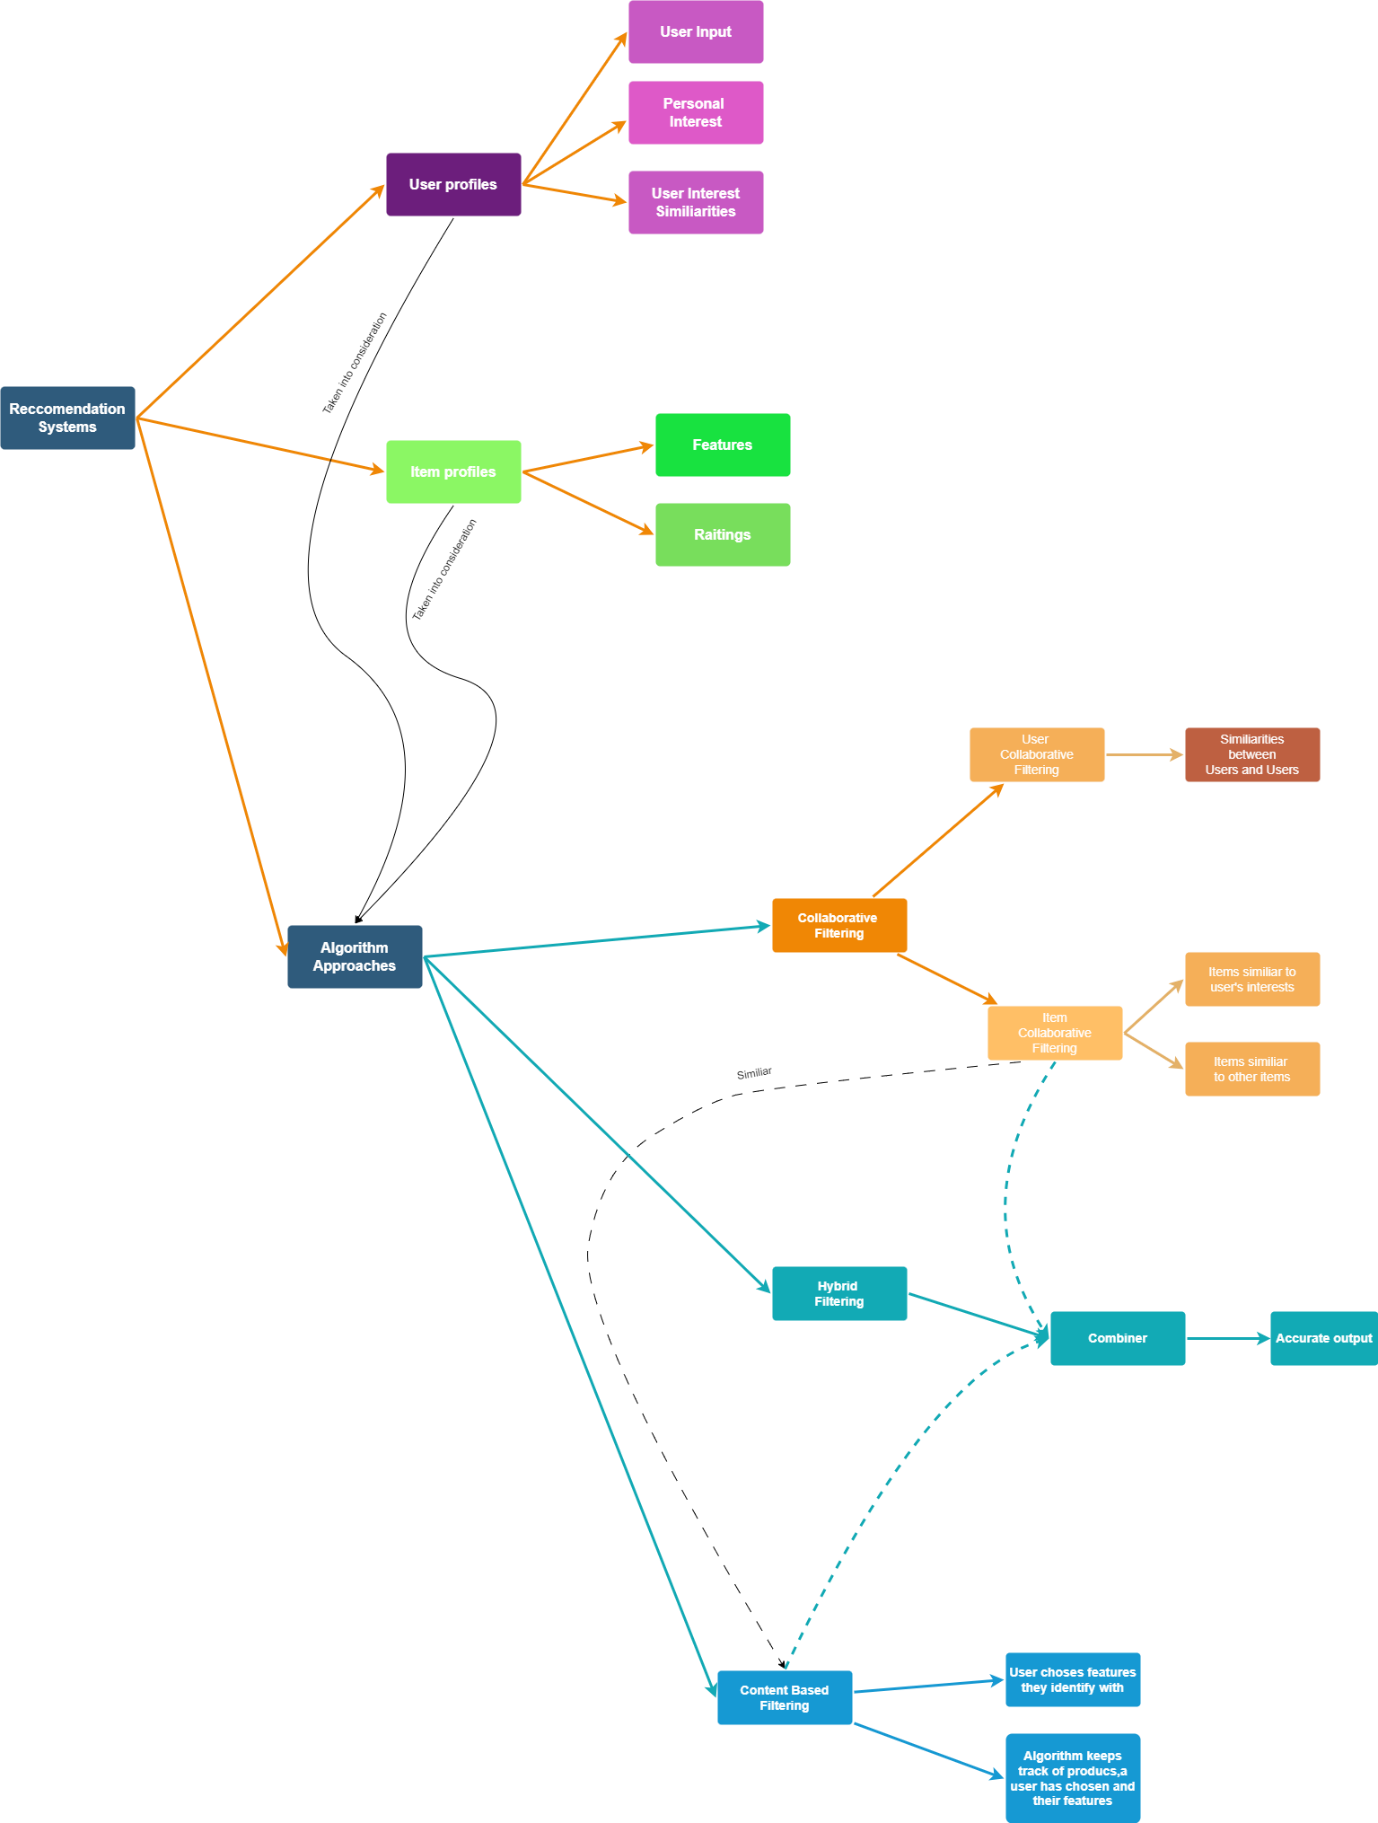 User Input
Personal
Interest
User profiles
User Interest
Similiarities
Taken into consideration
Reccomendation
Systems
Item profiles
Features
Raitings
Taken into consideration
User
Collaborative
Filtering
Similiarities
between
Users and Users
Collaborative
Filtering
Algorithm
Approaches
Items similiar to
user's interests
Item
Collaborative
Filtering
Items similiar
to other items
Similiar
Hybrid
Filtering
Combiner
Accurate output
Content Based
Filtering
User choses features
they identify with
Algorithm keeps
track of producs,a
user has chosen and
their features